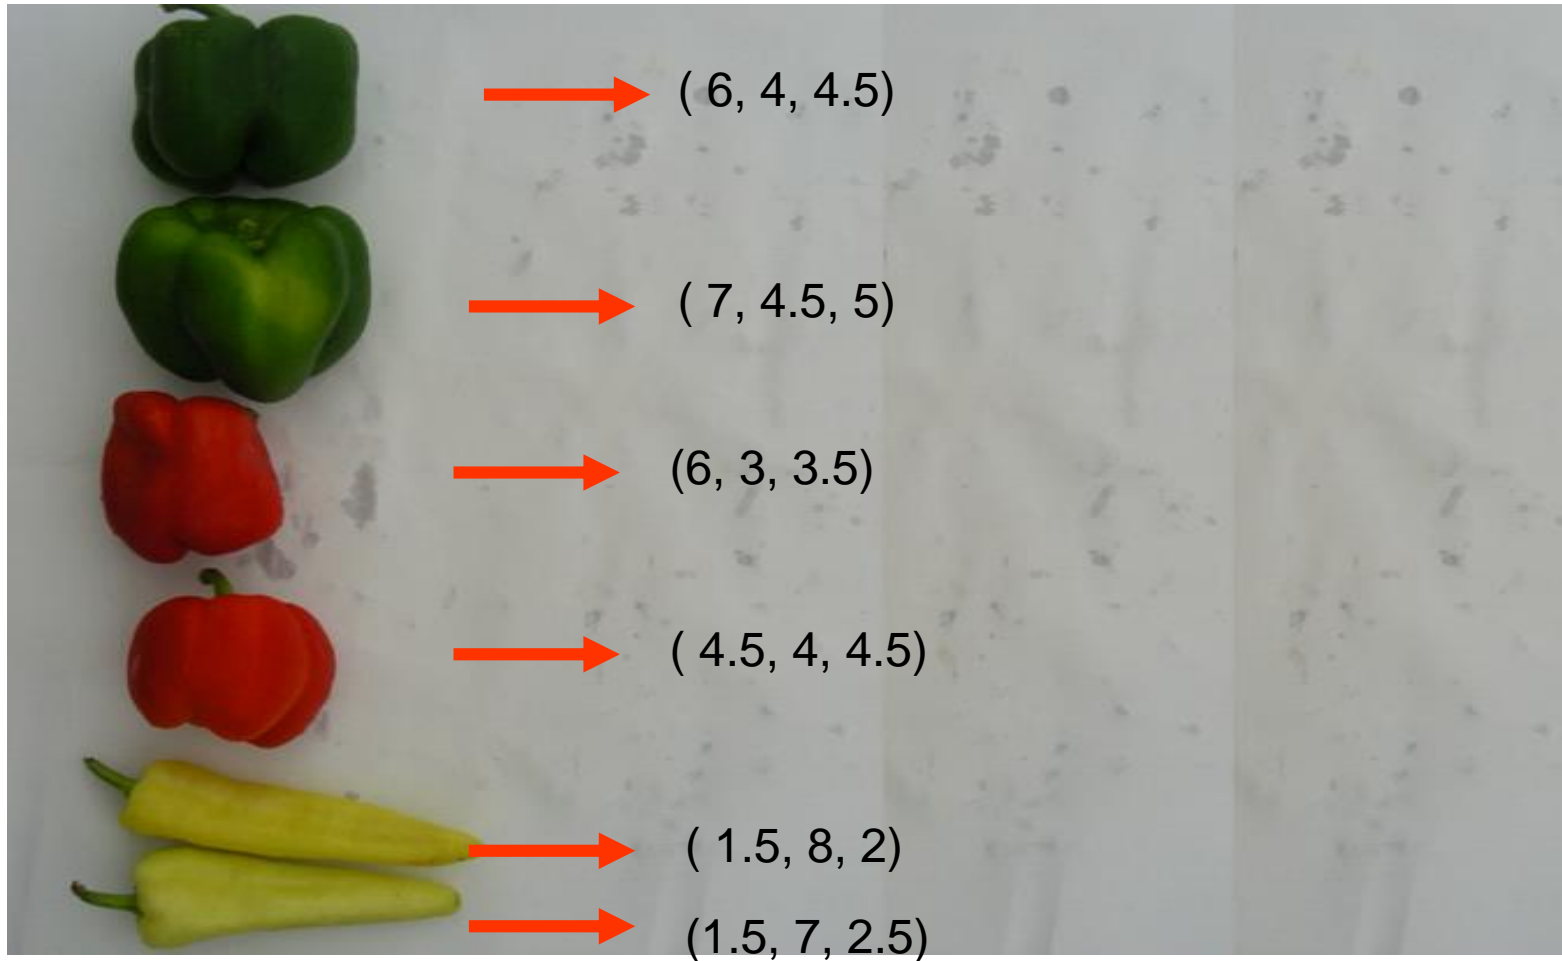 ( 6, 4, 4.5)
( 7, 4.5, 5)
(6, 3, 3.5)
( 4.5, 4, 4.5)
( 1.5, 8, 2)
(1.5, 7, 2.5)